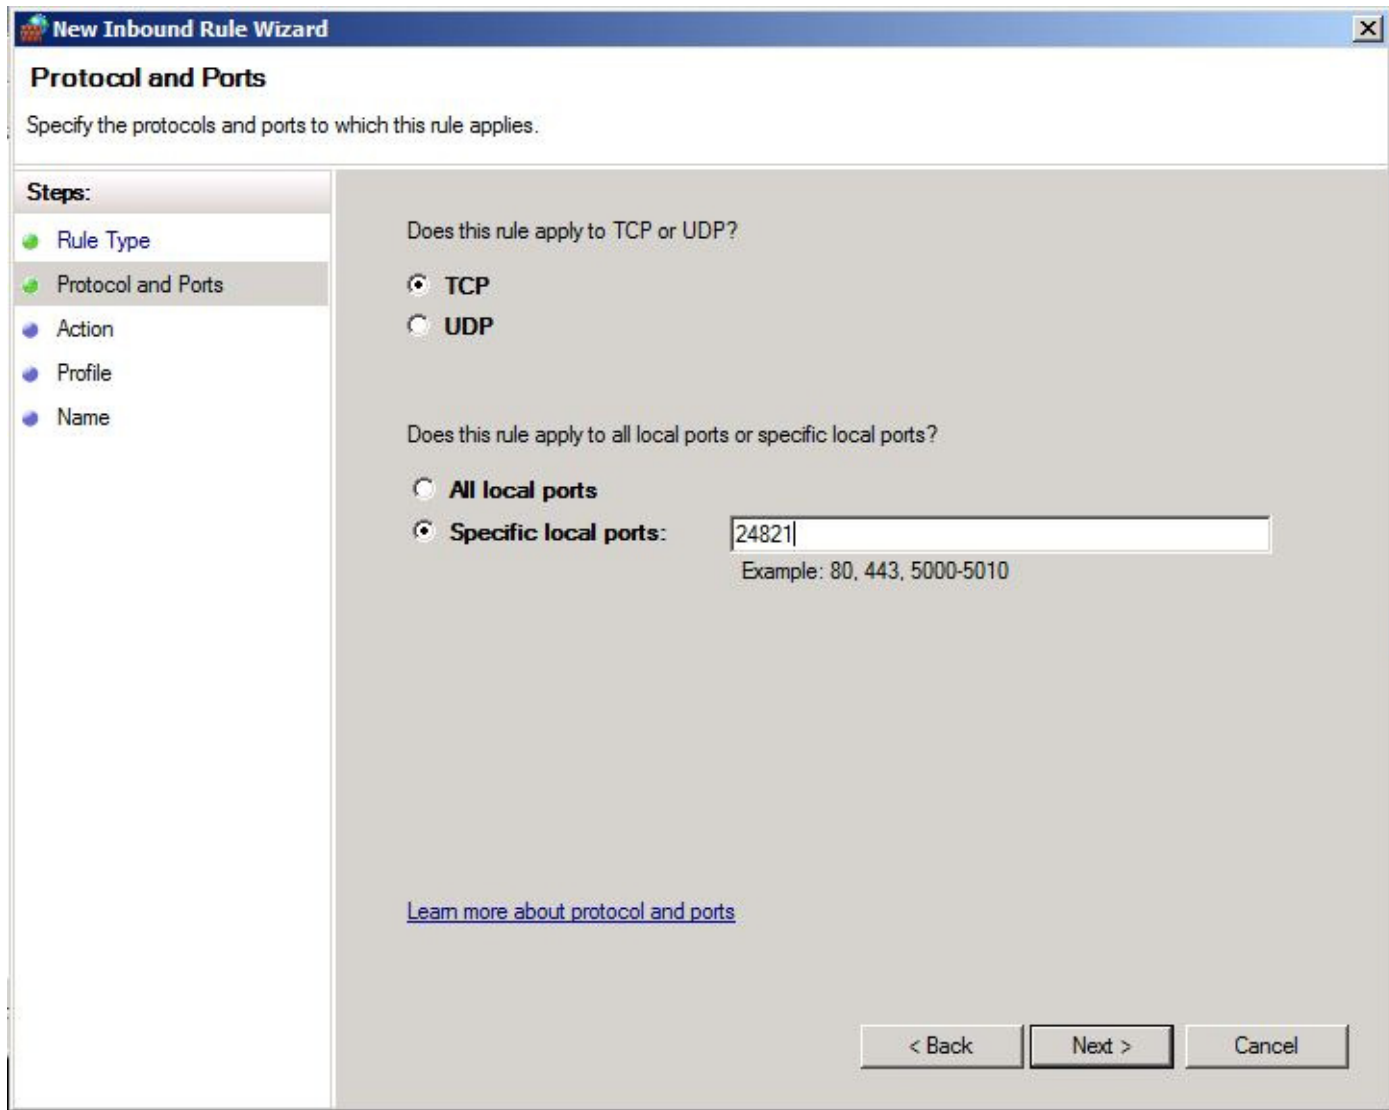 New Inbound Rule Wizard
Protocol and Ports
Specify the protocols and ports to which this rule applies.
Steps:
Rule Type
Protocol and Ports
Action
Profile
Name
Does this rule apply to TCP or UDP?
TCP
UDP
Does this rule apply to all local ports or specific local ports?
All local ports
Specific local ports: 24821
Example: 80, 443, 5000-5010
Learn more about protocol and ports
< Back Next > Cancel